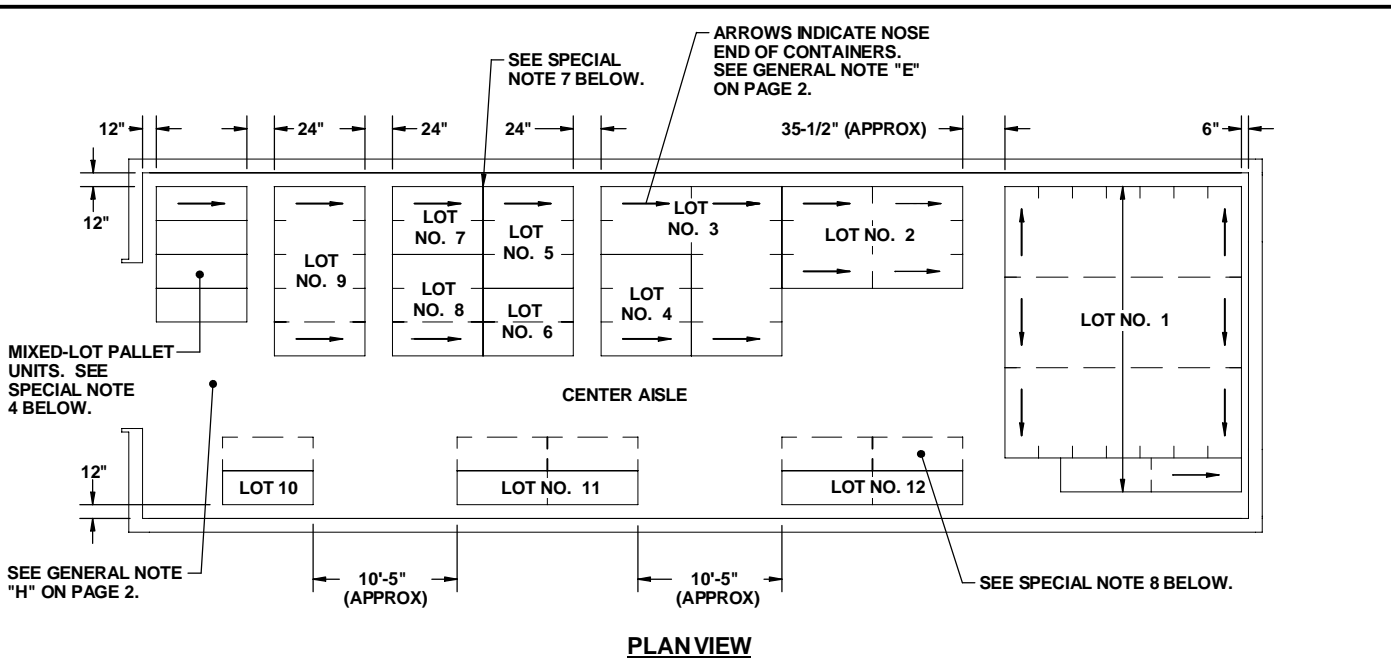 ARROWS INDICATE NOSE
END OF CONTAINERS.
SEE GENERAL NOTE "E"
ON PAGE 2.
SEE SPECIAL
NOTE 7 BELOW.
12"
24"
24"
24"
35-1/2" (APPROX)
6"
12"
LOT
NO. 9
LOT
NO. 7
LOT
NO. 8
LOT
NO. 5
LOT
NO. 6
LOT
NO. 3
LOT
NO. 4
LOT NO. 2
LOT NO. 1
MIXED-LOT PALLET
UNITS. SEE
SPECIAL NOTE
4 BELOW.
CENTER AISLE
12"
LOT 10
LOT NO. 11
LOT NO. 12
SEE GENERAL NOTE
"H" ON PAGE 2.
10'-5"
(APPROX)
10'-5"
(APPROX)
SEE SPECIAL NOTE 8 BELOW.
PLAN VIEW